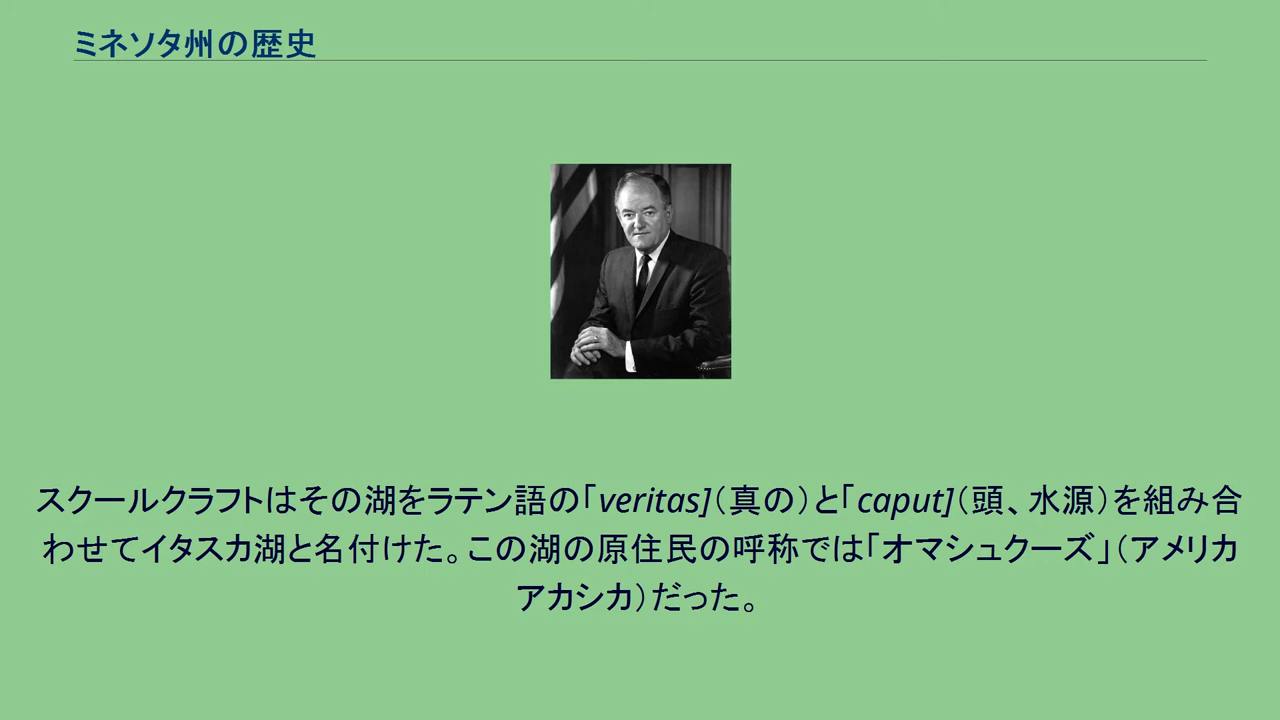 ミネソタ州の歴史
スクールクラフトはその湖をラテン語の「veritas]（真の）と「caput]（頭、水源）を組み合
わせてイタスカ湖と名付けた。この湖の原住民の呼称では「オマシュクーズ」（アメリカ
アカシカ）だった。